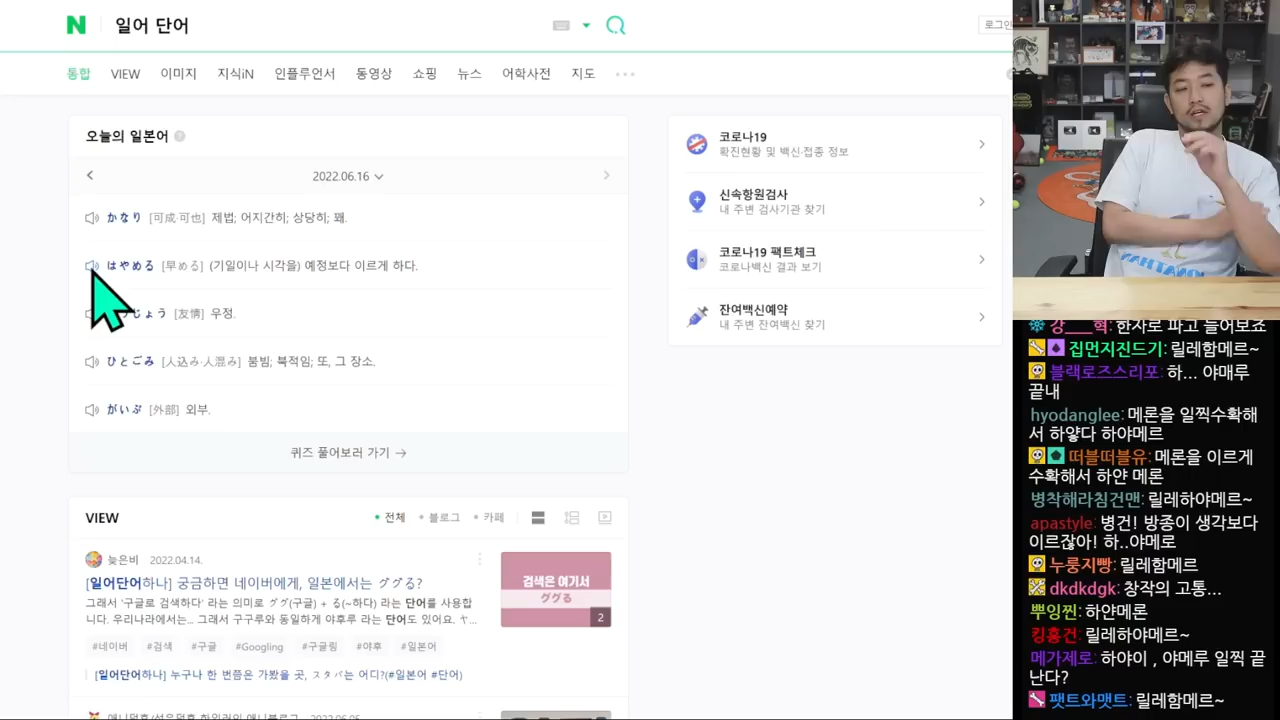 N 일어 단어
로그인
통합 VIEW 이미지 지식iN 인플루언서 동영상 쇼핑 뉴스 어학사전 지도
오늘의 일본어
2022.06.16
かなり [可成·可也] 제법; 어지간히; 상당히; 꽤.
はやめる [早める] (기일이나 시각을) 예정보다 이르게 하다.
じょう [友情] 우정.
ひとごみ [人込み·人混み] 붐빔; 북적임; 또, 그 장소.
がいぶ [外部] 외부.
퀴즈 풀어보러 가기 →
코로나19
확진현황 및 백신·접종 정보
신속항원검사
내 주변 검사기관 찾기
코로나19 팩트체크
코로나백신 결과 보기
잔여백신예약
내 주변 잔여백신 찾기
VIEW
전체 블로그 카페
늦은비 2022.04.14.
[일어단어하나] 궁금하면 네이버에게, 일본에서는 ググる?
그래서 '구글로 검색하다' 라는 의미로 ググ(구글) + る(~하다) 라는 단어를 사용합
니다. 우리나라에서는... 그래서 구구루와 동일하게 야후루 라는 단어도 있어요. ヤ...
#네이버 #검색 #구글 #Googling #구글링 #야후 #일본어
[일어단어하나] 누구나 한 번쯤은 가봤을 곳, スタバ는 어디?(#일본어 #단어)
검색은 여기서
ググる
2
2022.06.05.
강___혁: 한자로 파고 들어보죠
집먼지진드기: 릴레함메르~
블랙로즈스리포: 하... 야매루
끝내
hyodanglee: 메론을 일찍수확해
서 하얗다 하야메르
떠블떠블유: 메론을 이르게
수확해서 하얀 메론
병착해라침건맨: 릴레하야메르~
apastyle: 병건! 방종이 생각보다
이르잖아! 하..야메로
누룽지빵: 릴레함메르
dkdkdgk: 창작의 고통...
뿌잉찐: 하얀메론
킹홍건: 릴레하야메르~
메가제로: 하야이 , 야메루 일찍 끝
난다?
팻트와맷트: 릴레함메르~